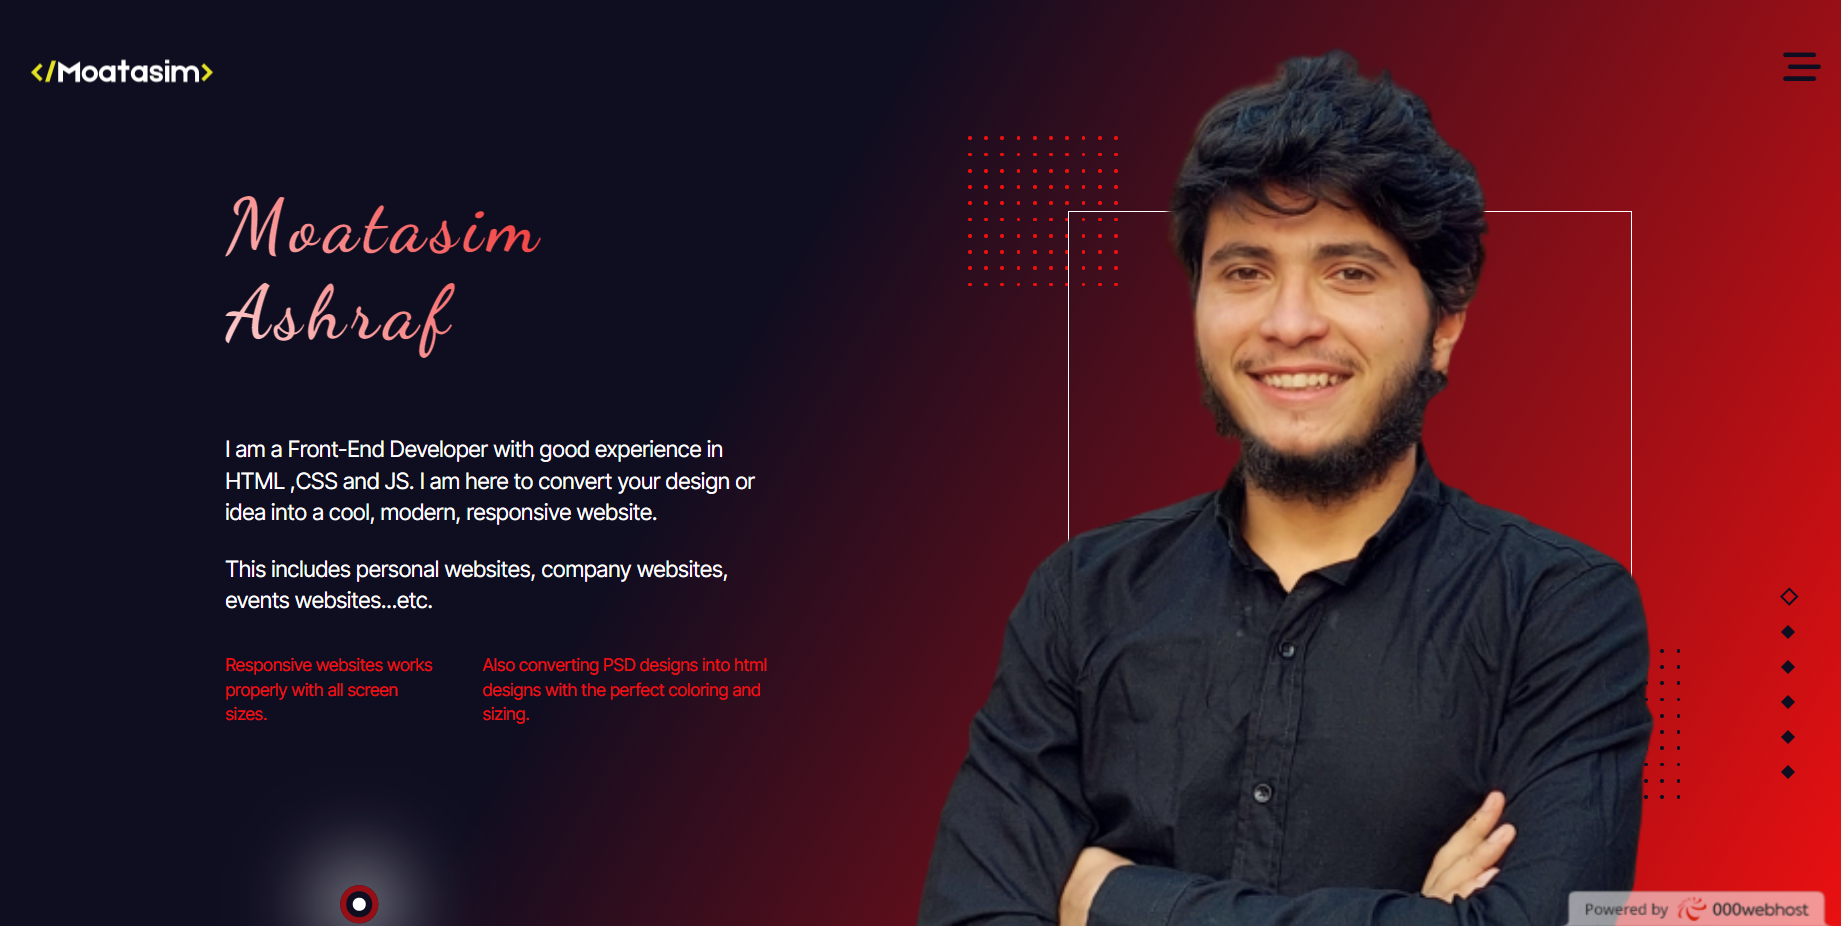 </Moatasim>
Moatasim
Ashraf
I am a Front-End Developer with good experience in
HTML ,CSS and JS. I am here to convert your design or
idea into a cool, modern, responsive website.
This includes personal websites, company websites,
events websites...etc.
Responsive websites works
properly with all screen
sizes.
Also converting PSD designs into html
designs with the perfect coloring and
sizing.
Powered by 000webhost